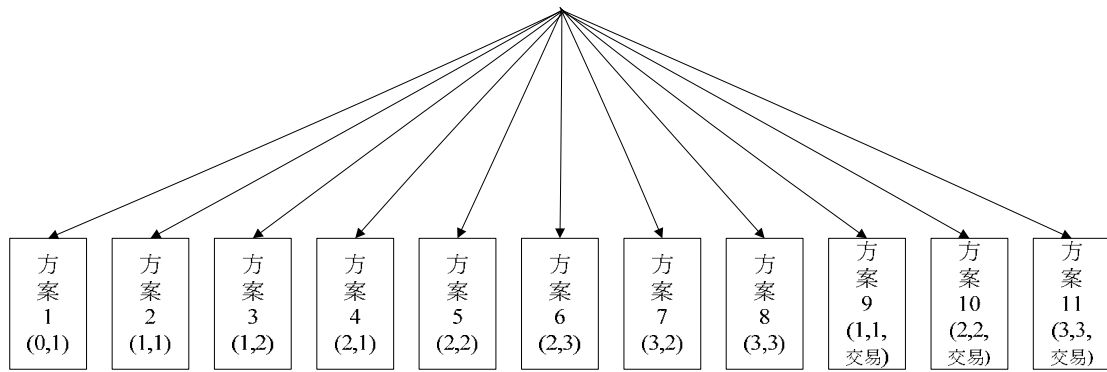 方
案
1
(0,1)
方
案
2
(1,1)
方
案
3
(1,2)
方
案
4
(2,1)
方
案
5
(2,2)
方
案
6
(2,3)
方
案
7
(3,2)
方
案
8
(3,3)
方
案
9
(1,1,
交易)
方
案
10
(2,2,
交易)
方
案
11
(3,3,
交易)